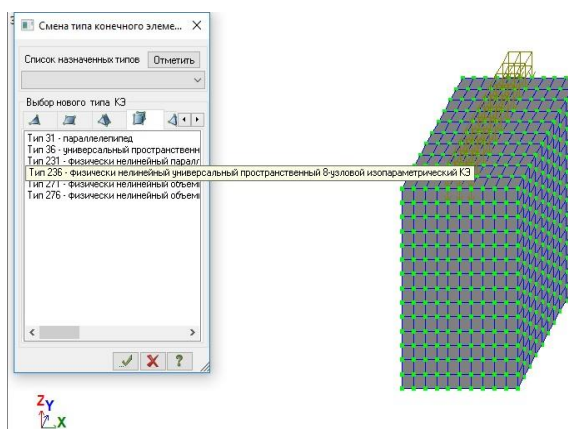 Смена типа конечного элеме...
Список назначенных типов Отметить
Выбор нового типа КЭ
Тип 31 - параллелепипед
Тип 36 - универсальный пространственн
Тип 231 - физически нелинейный паралл
Тип 236 - физически нелинейный универсальный пространственный 8-узловой изопараметрический КЭ
Тип 271 - физически нелинейный объемн
Тип 276 - физически нелинейный объемн
?
Z
Y
X